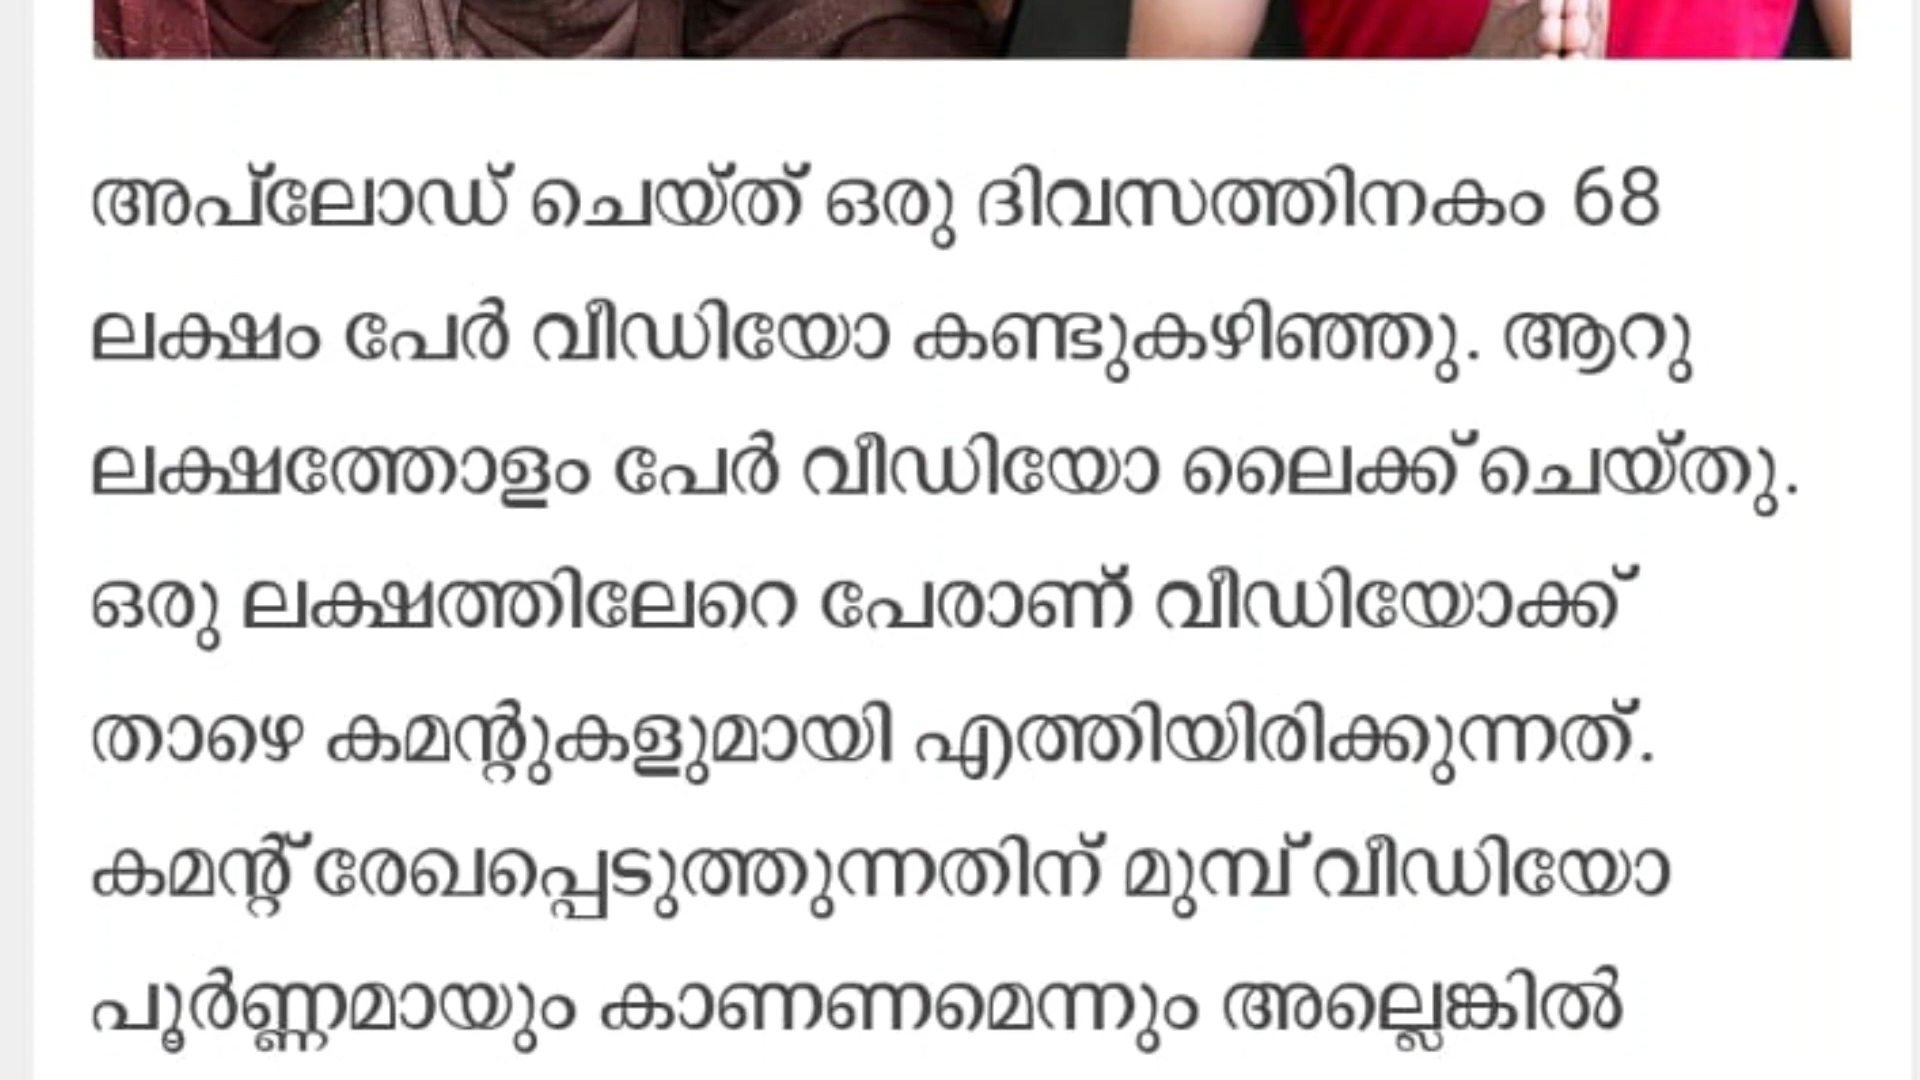 അപ്ലോഡ് ചെയ്ത് ഒരു ദിവസത്തിനകം 68
ലക്ഷം പേർ വീഡിയോ കണ്ടുകഴിഞ്ഞു. ആറു
ലക്ഷത്തോളം പേർ വീഡിയോ ലൈക്ക് ചെയ്തു.
ഒരു ലക്ഷത്തിലേറെ പേരാണ് വീഡിയോക്ക്
താഴെ കമന്റുകളുമായി എത്തിയിരിക്കുന്നത്.
കമന്റ് രേഖപ്പെടുത്തുന്നതിന് മുമ്പ് വീഡിയോ
പൂർണ്ണമായും കാണണമെന്നും അല്ലെങ്കിൽ